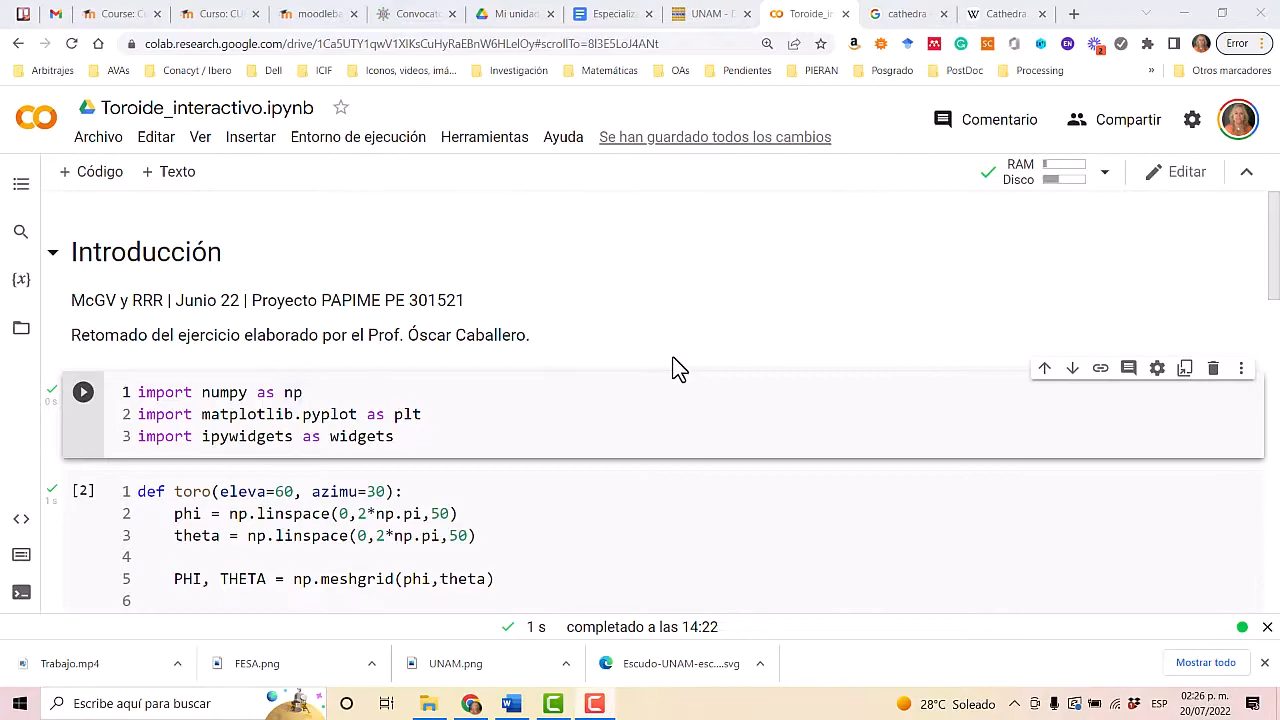 Course: C
Curso: CU
moodleba
Convocato
Mi unidad
Especializa
UNAM - D
Toroide_in
cathedra
Cathedra
colab.research.google.com/drive/
Error
Arbitrajes
AVAs
Conacyt / Ibero
Dell
ICIF
Iconos, videos, imá...
Investigación
Matemáticas
OAs
Pendientes
PIERAN
Posgrado
PostDoc
Processing
»
Otros marcadores
Toroide_interactivo.ipynb
Comentario
Compartir
Archivo Editar Ver Insertar Entorno de ejecución Herramientas Ayuda Se han guardado todos los cambios
+ Código + Texto
RAM
Disco
Editar
Introducción
McGV y RRR | Junio 22 | Proyecto PAPIME PE 301521
Retomado del ejercicio elaborado por el Prof. Óscar Caballero.
0 s
1 import numpy as np
2 import matplotlib.pyplot as plt
3 import ipywidgets as widgets
1 s
[2]
1 def toro(eleva=60, azimu=30):
2 phi = np.linspace(0,2*np.pi,50)
3 theta = np.linspace(0,2*np.pi,50)
4
5 PHI, THETA = np.meshgrid(phi,theta)
6
1 s completado a las 14:22
Trabajo.mp4
FESA.png
UNAM.png
Escudo-UNAM-esc....svg
Mostrar todo
Escribe aquí para buscar
28°C Soleado
ESP
02:26 p. m.
20/07/2022